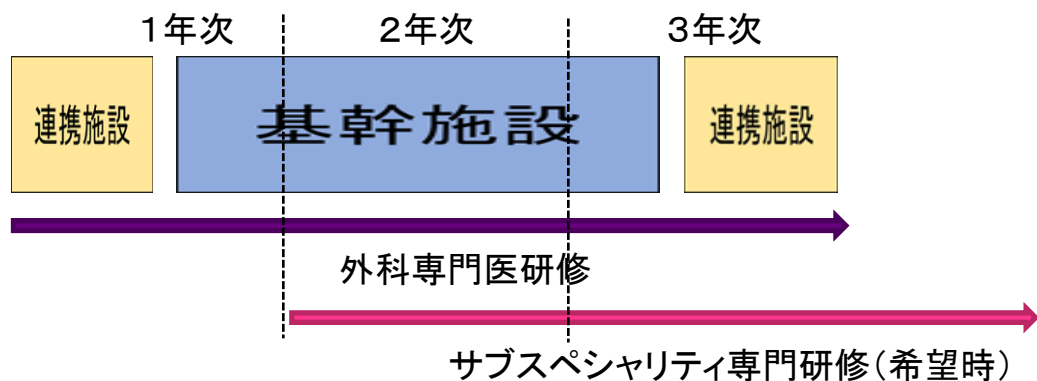 １年次 ２年次 ３年次
連携施設 基幹施設 連携施設
外科専門医研修
サブスペシャリティ専門研修（希望時）